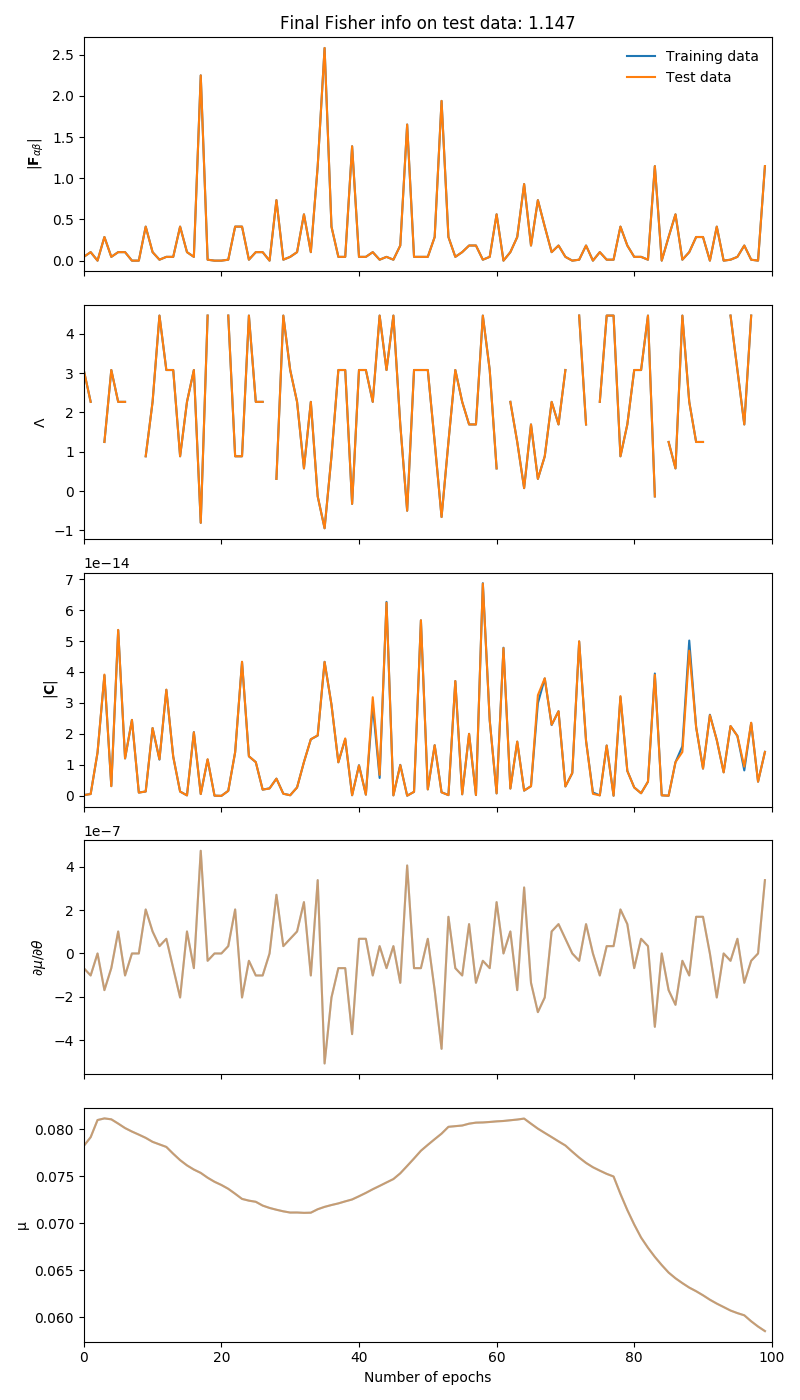 Final Fisher info on test data: 1.147
|F_{αβ}|
2.5
2.0
1.5
1.0
0.5
0.0
Training data
Test data
Λ
4
3
2
1
0
−1
1e−14
|C|
7
6
5
4
3
2
1
0
1e−7
∂μ/∂θ
4
2
0
−2
−4
μ
0.080
0.075
0.070
0.065
0.060
0 20 40 60 80 100
Number of epochs